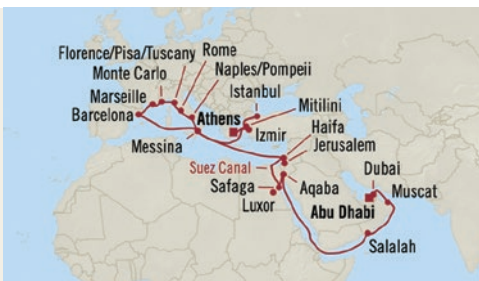 Florence/Pisa/Tuscany
Rome
Monte Carlo
Naples/Pompeii
Marseille
Istanbul
Barcelona
Athens
Mitilini
Messina
Izmir
Haifa
Jerusalem
Suez Canal
Dubai
Safaga
Aqaba
Muscat
Luxor
Abu Dhabi
Salalah